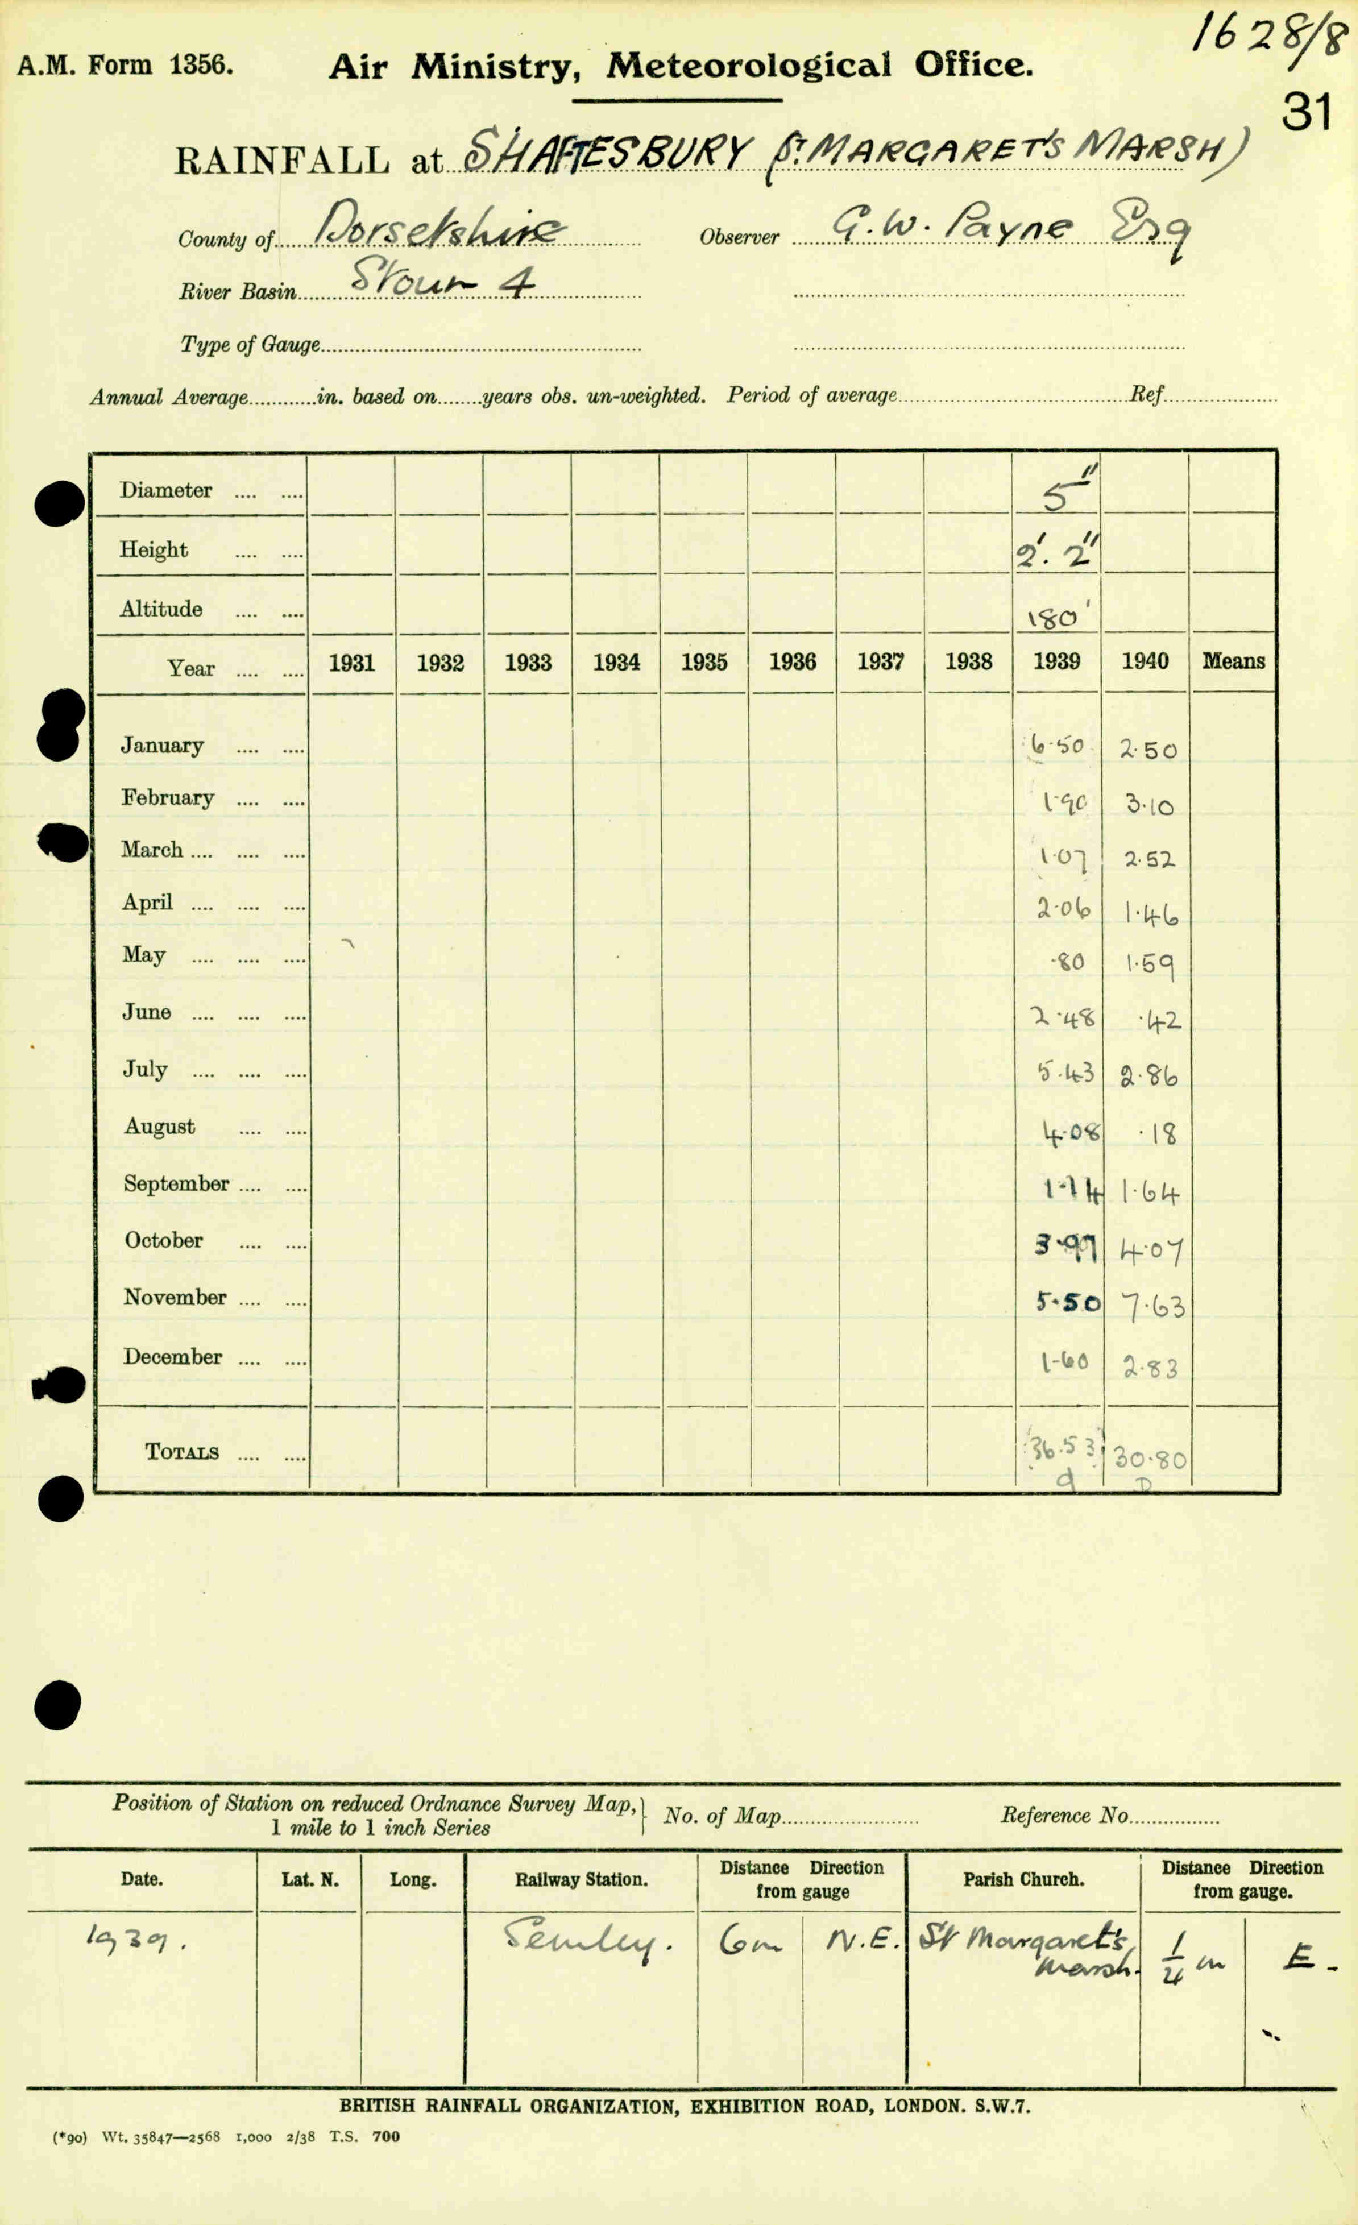 1628/8
A.M. Form 1356. Air Ministry, Meteorological Office.
31
RAINFALL at SHAFTESBURY (St. MARGARET'S MARSH)
County of Dorsetshire Observer G.W. Payne Esq
River Basin Stour 4
Type of Gauge
Annual Average in. based on years obs. un-weighted. Period of average Ref.
Diameter 5"
Height 2'. 2"
Altitude 180'
Year 1931 1932 1933 1934 1935 1936 1937 1938 1939 1940 Means
January 6.50 2.50
February 1.90 3.10
March 1.07 2.52
April 2.06 1.46
May .80 1.59
June 2.48 .42
July 5.43 2.86
August 4.08 .18
September 1.14 1.64
October 3.97 4.07
November 5.50 7.63
December 1.60 2.83
TOTALS 36.53 30.80
d D
Position of Station on reduced Ordnance Survey Map, No. of Map Reference No.
1 mile to 1 inch Series
Date. Lat. N. Long. Railway Station. Distance Direction from gauge Parish Church. Distance Direction from gauge.
1939. Semley. 6m N.E. St Margaret's Marsh. 1/4 m E.
BRITISH RAINFALL ORGANIZATION, EXHIBITION ROAD, LONDON. S.W.7.
(*90) Wt. 35847—2568 1,000 2/38 T.S. 700